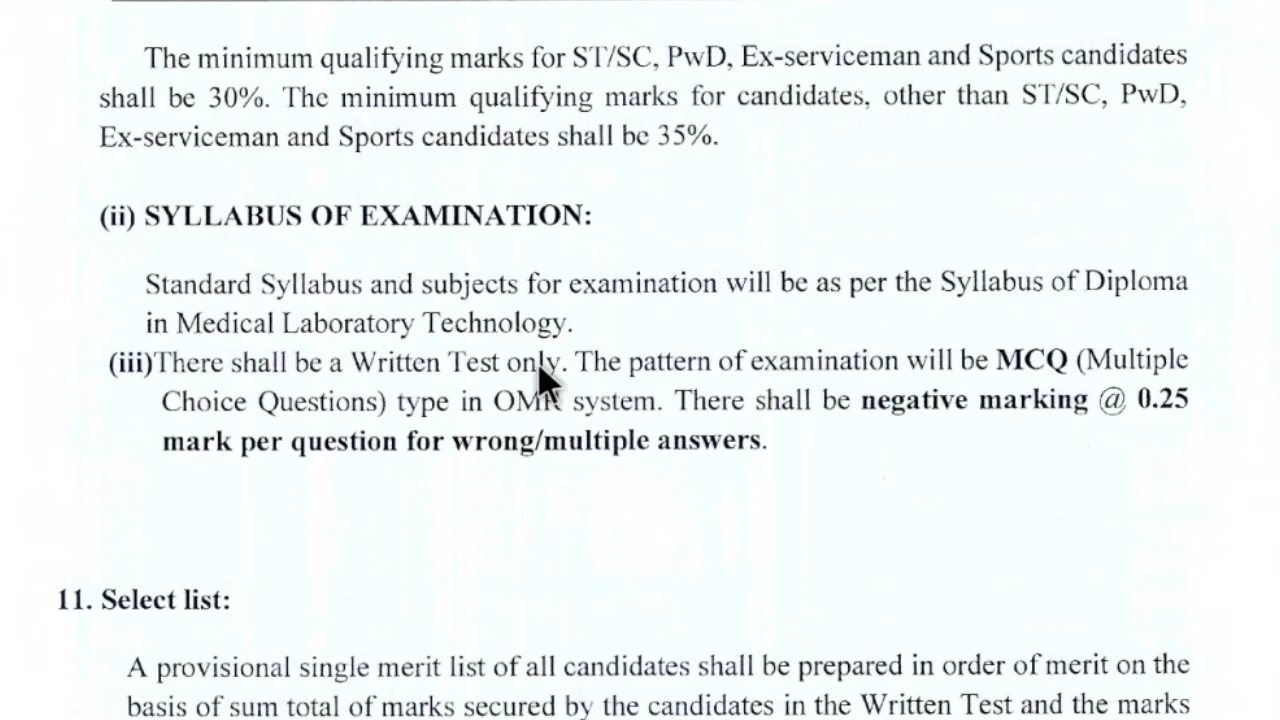 The minimum qualifying marks for ST/SC, PwD, Ex-serviceman and Sports candidates
shall be 30%. The minimum qualifying marks for candidates, other than ST/SC, PwD,
Ex-serviceman and Sports candidates shall be 35%.
(ii) SYLLABUS OF EXAMINATION:
Standard Syllabus and subjects for examination will be as per the Syllabus of Diploma
in Medical Laboratory Technology.
(iii)There shall be a Written Test only. The pattern of examination will be MCQ (Multiple
Choice Questions) type in OMR system. There shall be negative marking @ 0.25
mark per question for wrong/multiple answers.
11. Select list:
A provisional single merit list of all candidates shall be prepared in order of merit on the
basis of sum total of marks secured by the candidates in the Written Test and the marks